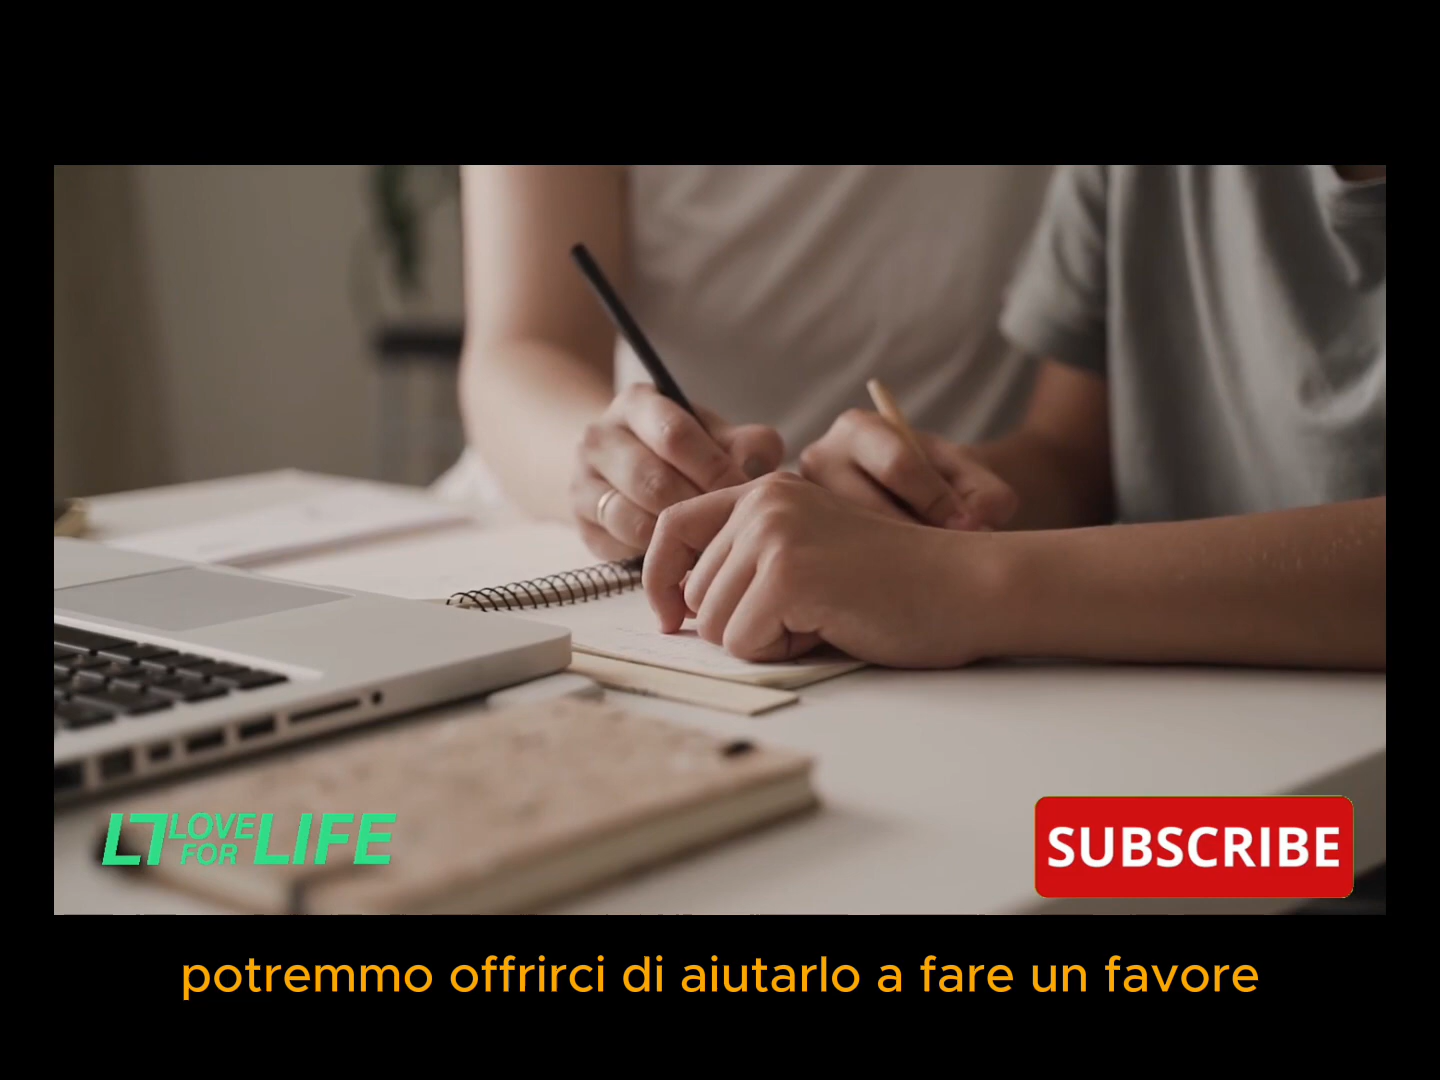 LOVE
FOR
LIFE
SUBSCRIBE
potremmo offrirci di aiutarlo a fare un favore